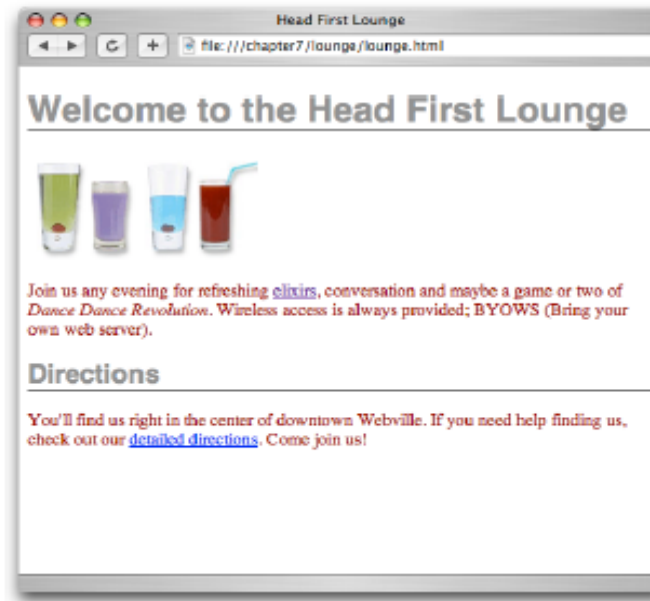 Head First Lounge
file:///chapter7/lounge/lounge.html
Welcome to the Head First Lounge
Join us any evening for refreshing elixirs, conversation and maybe a game or two of
Dance Dance Revolution. Wireless access is always provided; BYOWS (Bring your
own web server).
Directions
You'll find us right in the center of downtown Webville. If you need help finding us,
check out our detailed directions. Come join us!